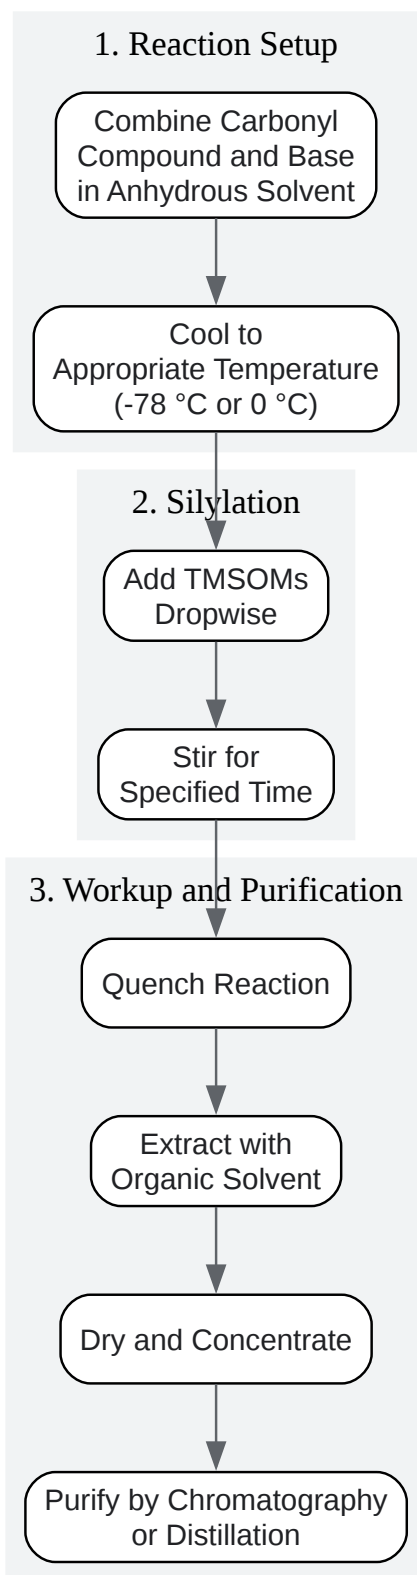 1. Reaction Setup
Combine Carbonyl
Compound and Base
in Anhydrous Solvent
Cool to
Appropriate Temperature
(-78 °C or 0 °C)
2. Silylation
Add TMSOMs
Dropwise
Stir for
Specified Time
3. Workup and Purification
Quench Reaction
Extract with
Organic Solvent
Dry and Concentrate
Purify by Chromatography
or Distillation